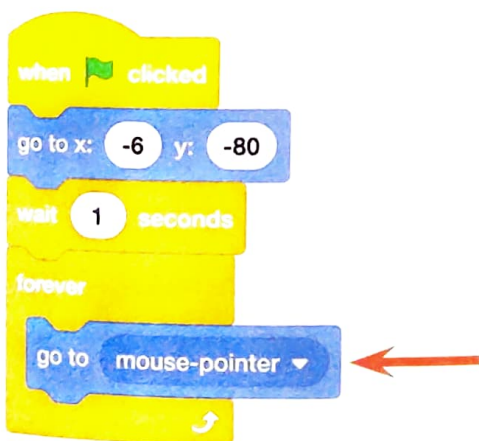 when clicked
go to x: -6 y: -80
wait 1 seconds
forever
go to mouse-pointer